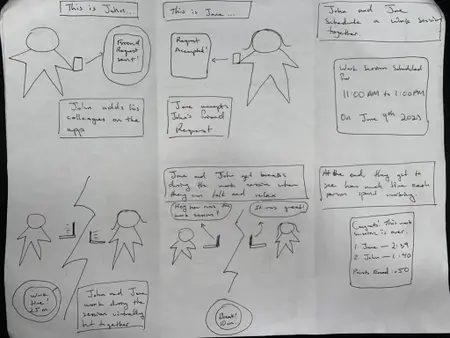 This is John...
Friend
Request
sent!
John adds his
colleagues on the
app
This is Jane...
Request
Accepted!
Jane accepts
John's friend
Request
John and Jane
Schedule a work session
together.
Work Session Scheduled
for
11:00 AM to 1:00 PM
On June 9th 2023
Work
time!
25 m
John and Jane
work during the
session virtually
but together
Jane and John get breaks
during the work session where
they can talk and
relax
Hey how was the
work session?
It was great!
Break!
10 m
At the end, they get to
see how much time each
person spent working
Congrats! This work
session is over.
1. Jane - 2:39
2. John - 1:40
Points Earned: +50